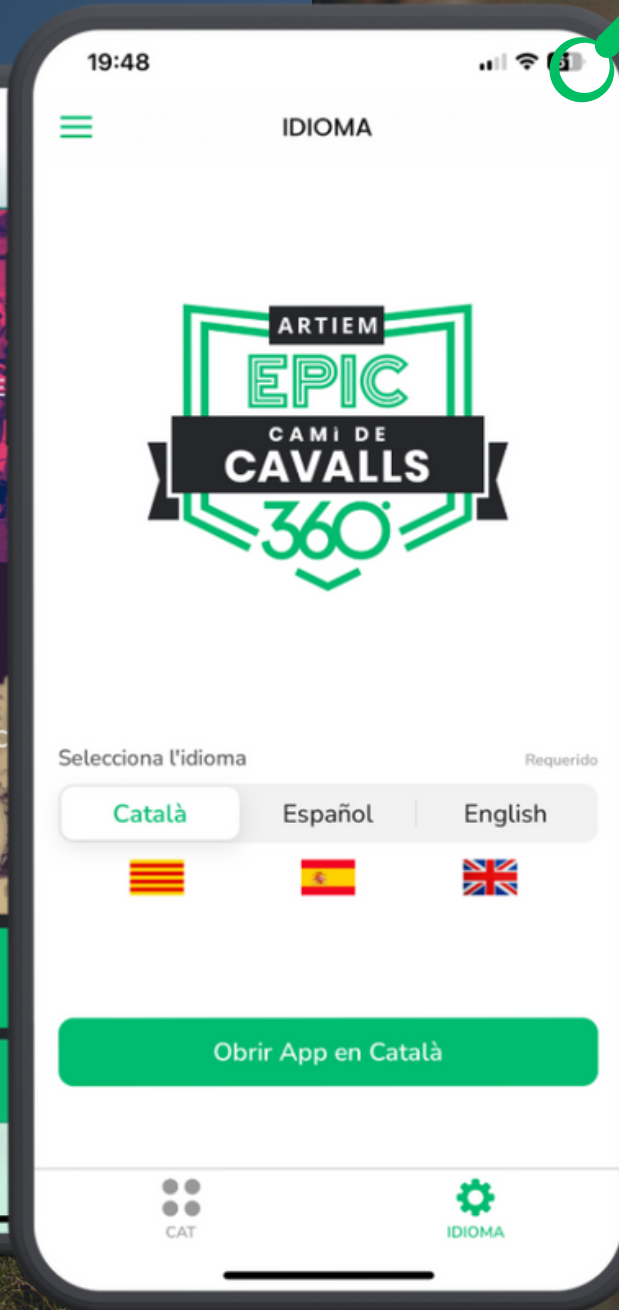 19:48
IDIOMA
ARTIEM
EPIC
CAMÍ DE
CAVALLS
360°
Selecciona l'idioma
Requerido
Català
Español
English
Obrir App en Català
CAT
IDIOMA